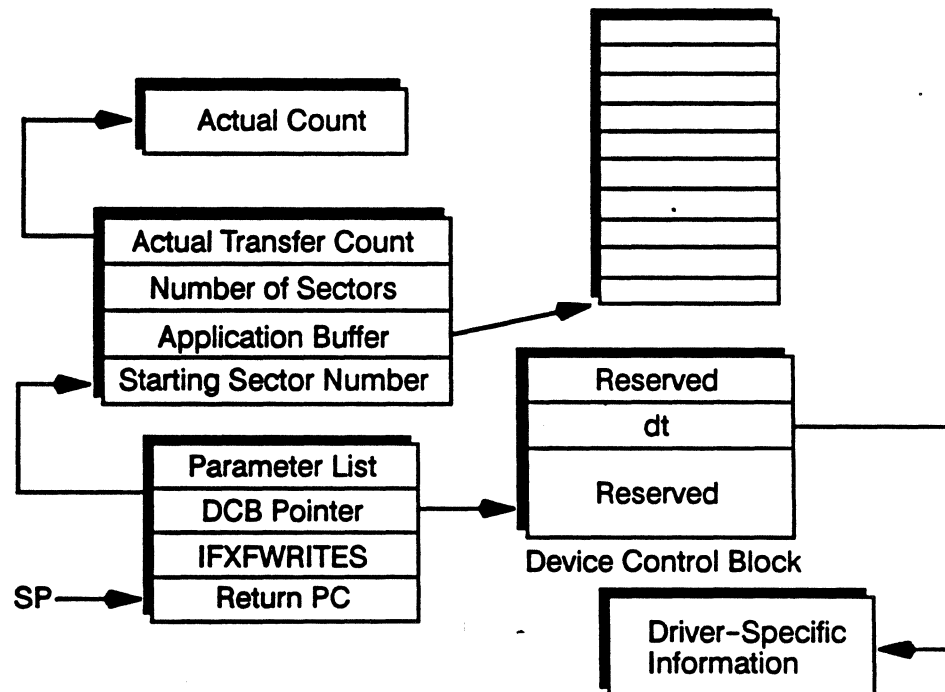 Actual Count
Actual Transfer Count
Number of Sectors
Application Buffer
Starting Sector Number
Reserved
dt
Reserved
Device Control Block
Parameter List
DCB Pointer
IFXFWRITES
Return PC
SP
Driver-Specific
Information